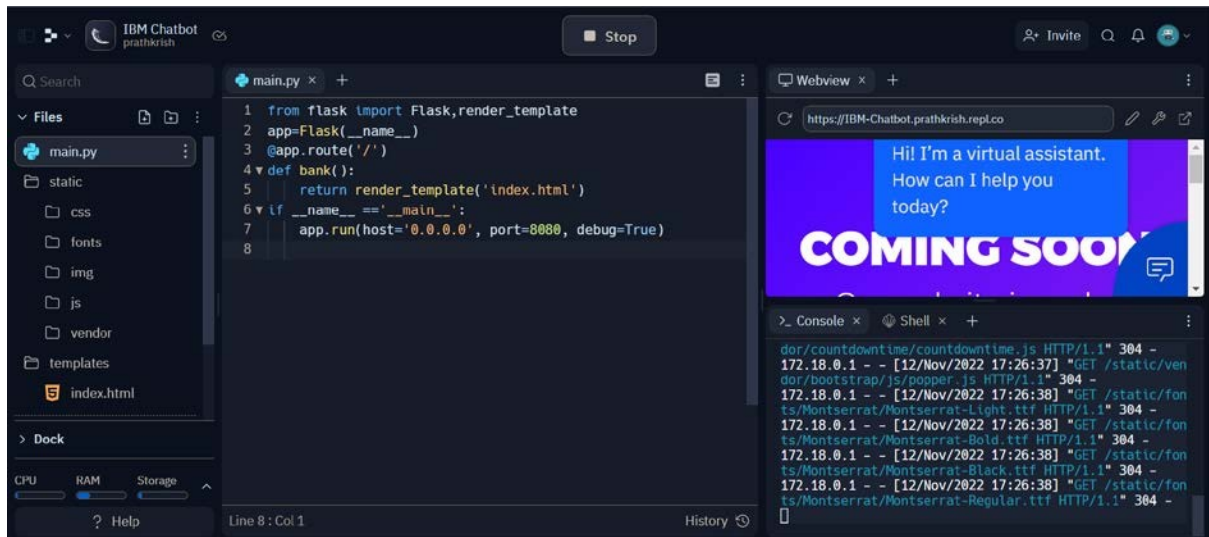 IBM Chatbot
prathkrish
Stop
Invite
Search
Files
main.py
static
css
fonts
img
js
vendor
templates
index.html
Dock
CPU RAM Storage
? Help
main.py × +
1 from flask import Flask,render_template
2 app=Flask(__name__)
3 @app.route('/')
4 def bank():
5 return render_template('index.html')
6 if __name__ =='__main__':
7 app.run(host='0.0.0.0', port=8080, debug=True)
8
Line 8 : Col 1
History
Webview × +
https://IBM-Chatbot.prathkrish.repl.co
Hi! I'm a virtual assistant.
How can I help you
today?
COMING SOON
>_ Console × Shell × +
dor/countdowntime/countdowntime.js HTTP/1.1" 304 -
172.18.0.1 - - [12/Nov/2022 17:26:37] "GET /static/ven
dor/bootstrap/js/popper.js HTTP/1.1" 304 -
172.18.0.1 - - [12/Nov/2022 17:26:38] "GET /static/fon
ts/Montserrat/Montserrat-Light.ttf HTTP/1.1" 304 -
172.18.0.1 - - [12/Nov/2022 17:26:38] "GET /static/fon
ts/Montserrat/Montserrat-Bold.ttf HTTP/1.1" 304 -
172.18.0.1 - - [12/Nov/2022 17:26:38] "GET /static/fon
ts/Montserrat/Montserrat-Black.ttf HTTP/1.1" 304 -
172.18.0.1 - - [12/Nov/2022 17:26:38] "GET /static/fon
ts/Montserrat/Montserrat-Regular.ttf HTTP/1.1" 304 -